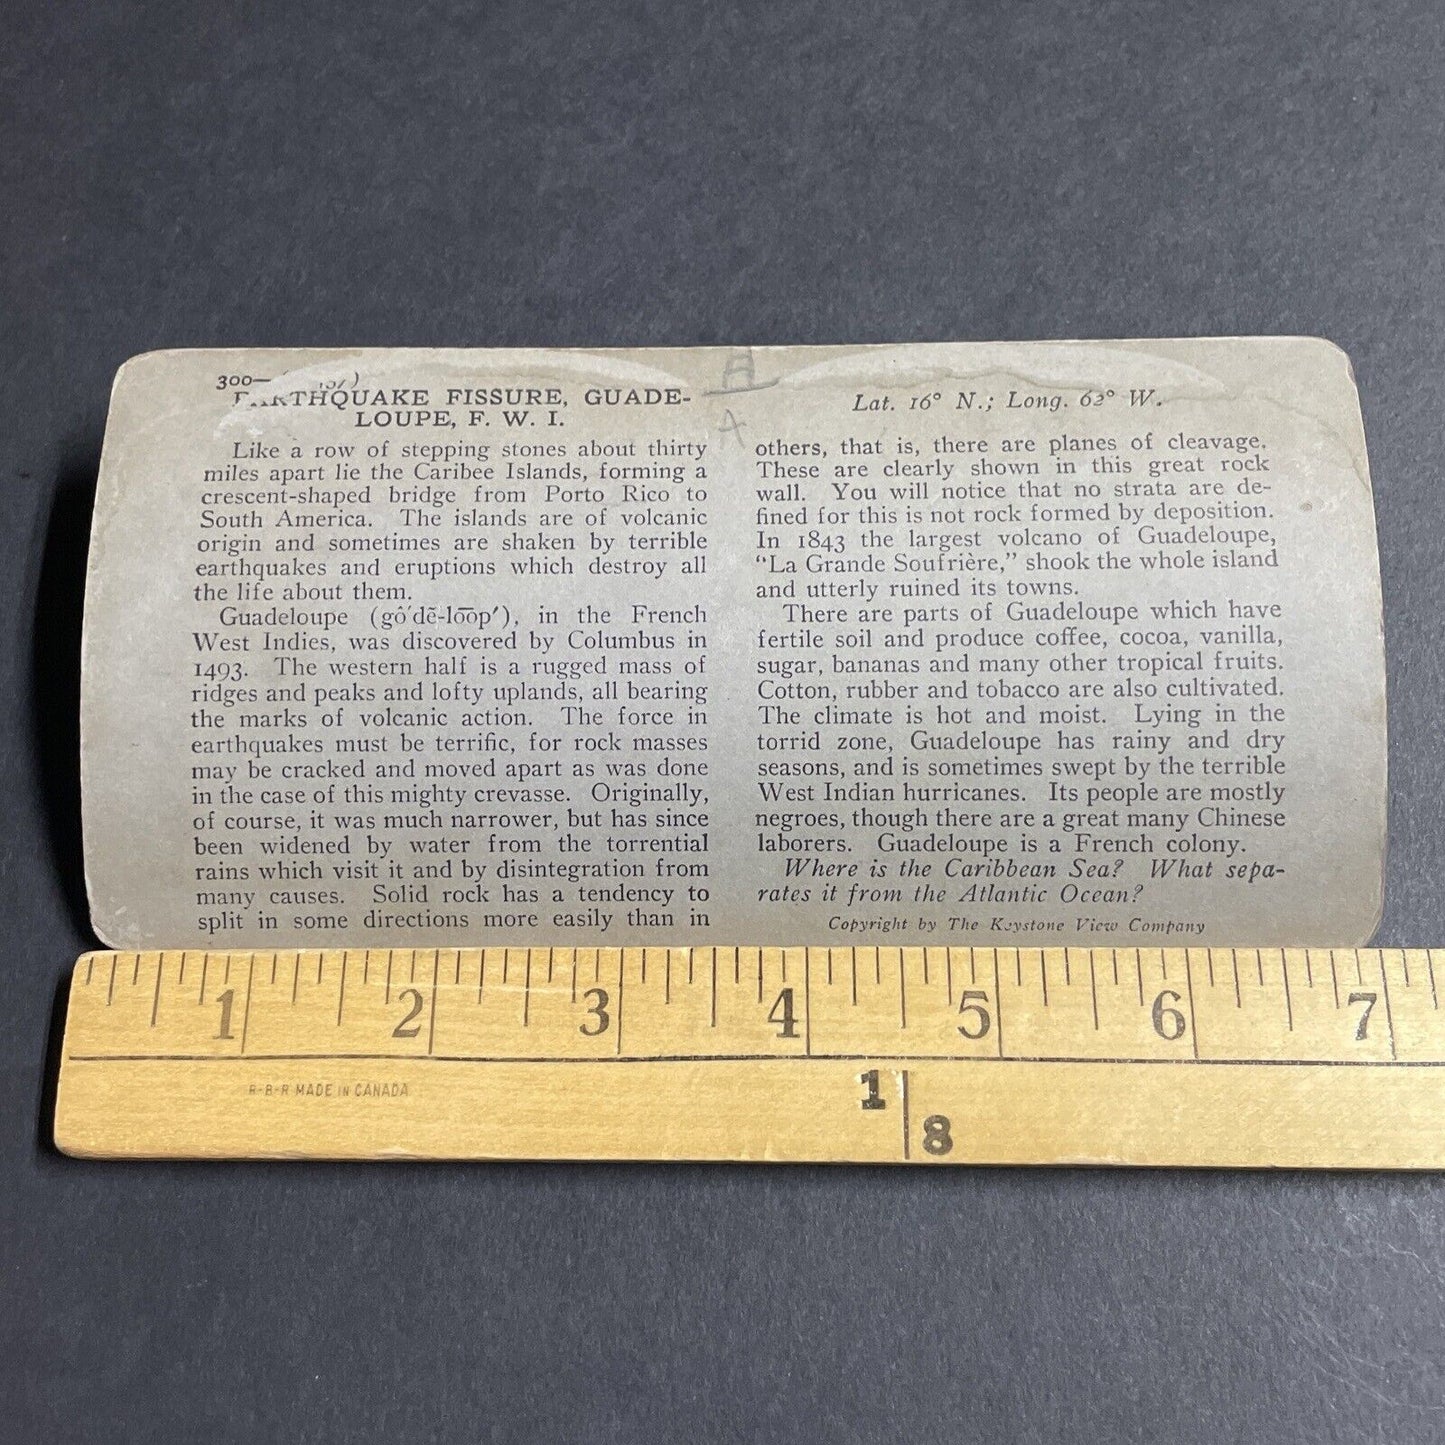 300—
EARTHQUAKE FISSURE, GUADE-
LOUPE, F. W. I.
Like a row of stepping stones about thirty
miles apart lie the Caribee Islands, forming a
crescent-shaped bridge from Porto Rico to
South America. The islands are of volcanic
origin and sometimes are shaken by terrible
earthquakes and eruptions which destroy all
the life about them.
Guadeloupe (gô′dē-lo͞op′), in the French
West Indies, was discovered by Columbus in
1493. The western half is a rugged mass of
ridges and peaks and lofty uplands, all bearing
the marks of volcanic action. The force in
earthquakes must be terrific, for rock masses
may be cracked and moved apart as was done
in the case of this mighty crevasse. Originally,
of course, it was much narrower, but has since
been widened by water from the torrential
rains which visit it and by disintegration from
many causes. Solid rock has a tendency to
split in some directions more easily than in
A
Lat. 16° N.; Long. 62° W.
others, that is, there are planes of cleavage.
These are clearly shown in this great rock
wall. You will notice that no strata are de-
fined for this is not rock formed by deposition.
In 1843 the largest volcano of Guadeloupe,
"La Grande Soufrière," shook the whole island
and utterly ruined its towns.
There are parts of Guadeloupe which have
fertile soil and produce coffee, cocoa, vanilla,
sugar, bananas and many other tropical fruits.
Cotton, rubber and tobacco are also cultivated.
The climate is hot and moist. Lying in the
torrid zone, Guadeloupe has rainy and dry
seasons, and is sometimes swept by the terrible
West Indian hurricanes. Its people are mostly
negroes, though there are a great many Chinese
laborers. Guadeloupe is a French colony.
Where is the Caribbean Sea? What sepa-
rates it from the Atlantic Ocean?
Copyright by The Keystone View Company
1 2 3 4 5 6 7
R-B-R MADE IN CANADA
1
8